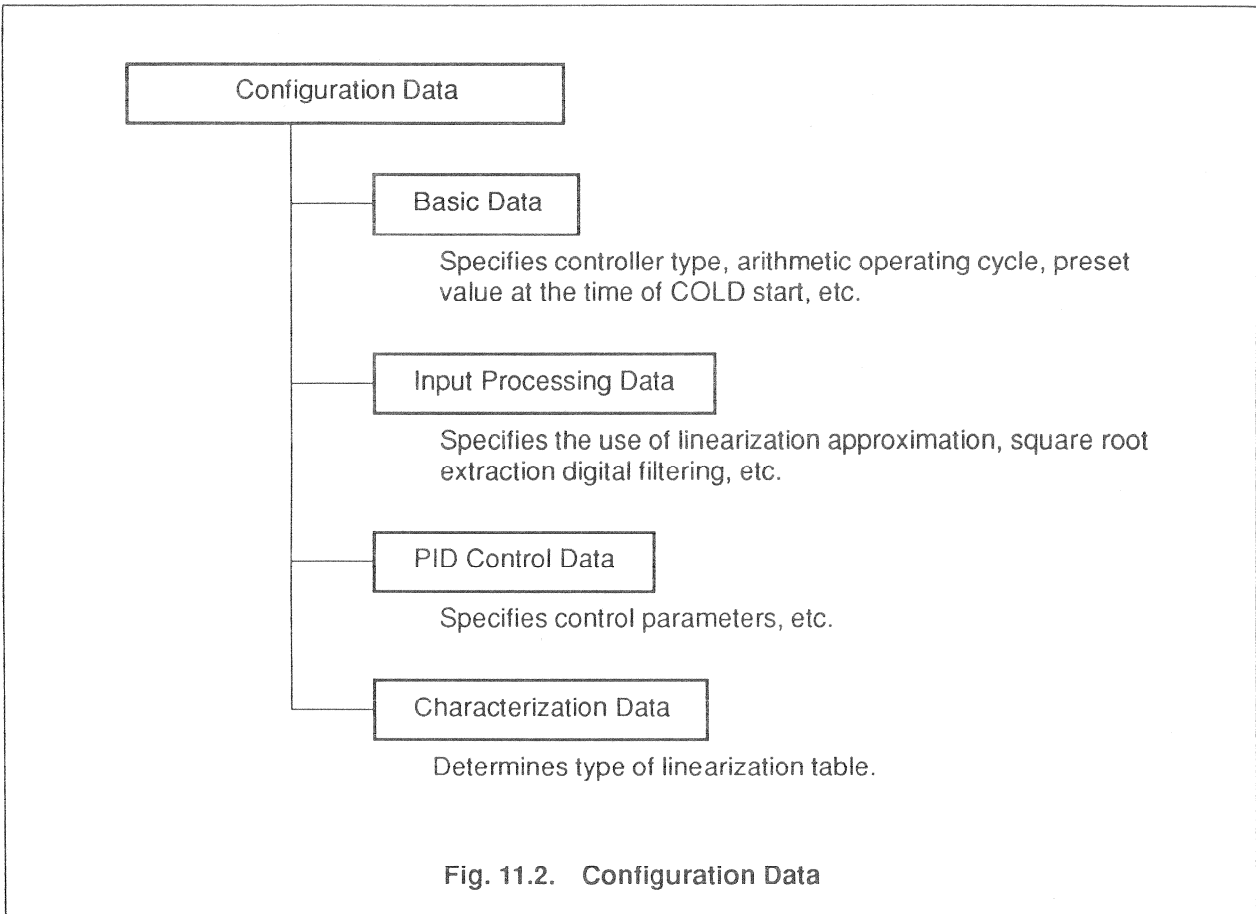 Configuration Data
Basic Data
Specifies controller type, arithmetic operating cycle, preset
value at the time of COLD start, etc.
Input Processing Data
Specifies the use of linearization approximation, square root
extraction digital filtering, etc.
PID Control Data
Specifies control parameters, etc.
Characterization Data
Determines type of linearization table.
Fig. 11.2. Configuration Data